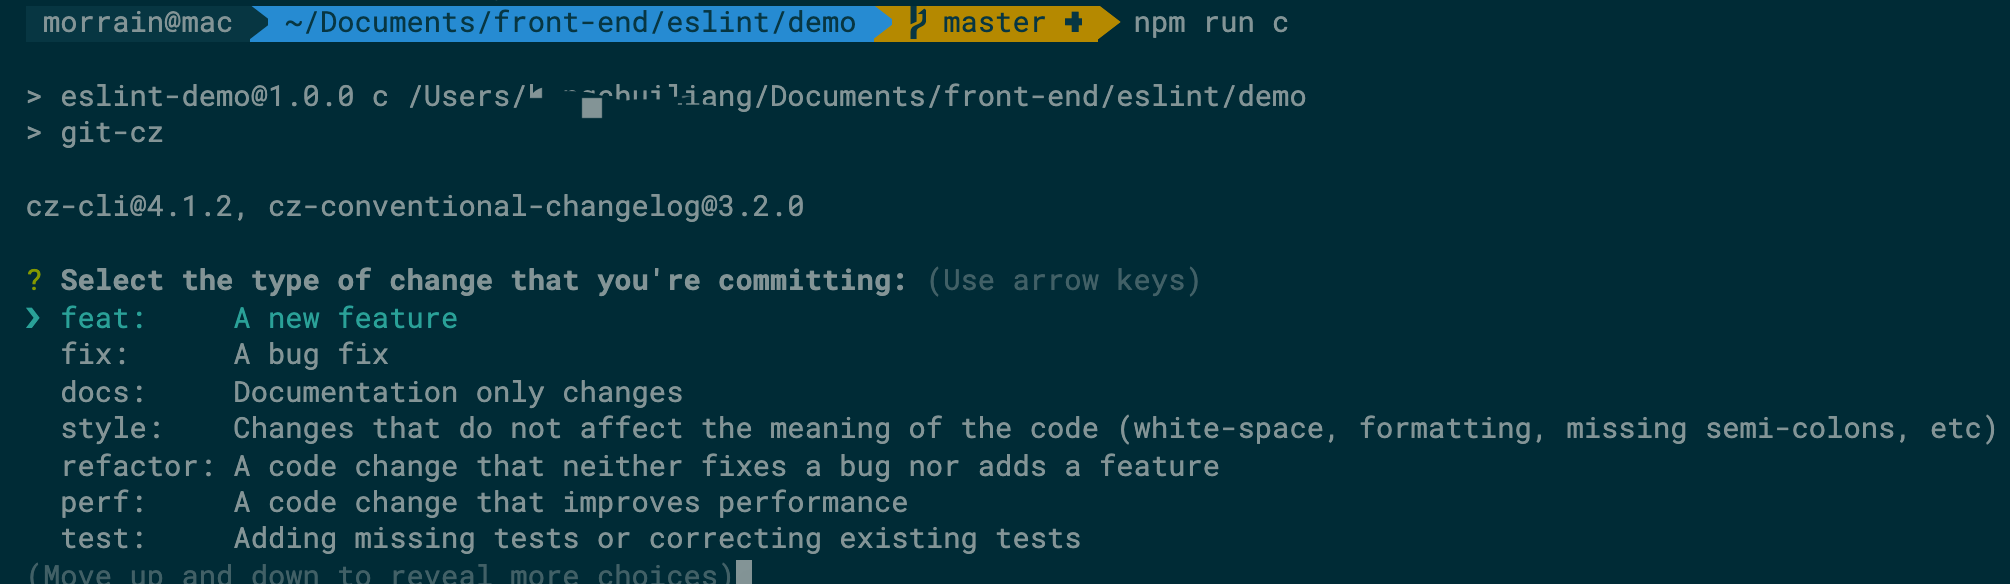 morrain@mac ~/Documents/front-end/eslint/demo master + npm run c
> eslint-demo@1.0.0 c /Users/ /Documents/front-end/eslint/demo
> git-cz
cz-cli@4.1.2, cz-conventional-changelog@3.2.0
? Select the type of change that you're committing: (Use arrow keys)
❯ feat: A new feature
fix: A bug fix
docs: Documentation only changes
style: Changes that do not affect the meaning of the code (white-space, formatting, missing semi-colons, etc)
refactor: A code change that neither fixes a bug nor adds a feature
perf: A code change that improves performance
test: Adding missing tests or correcting existing tests
(Move up and down to reveal more choices)